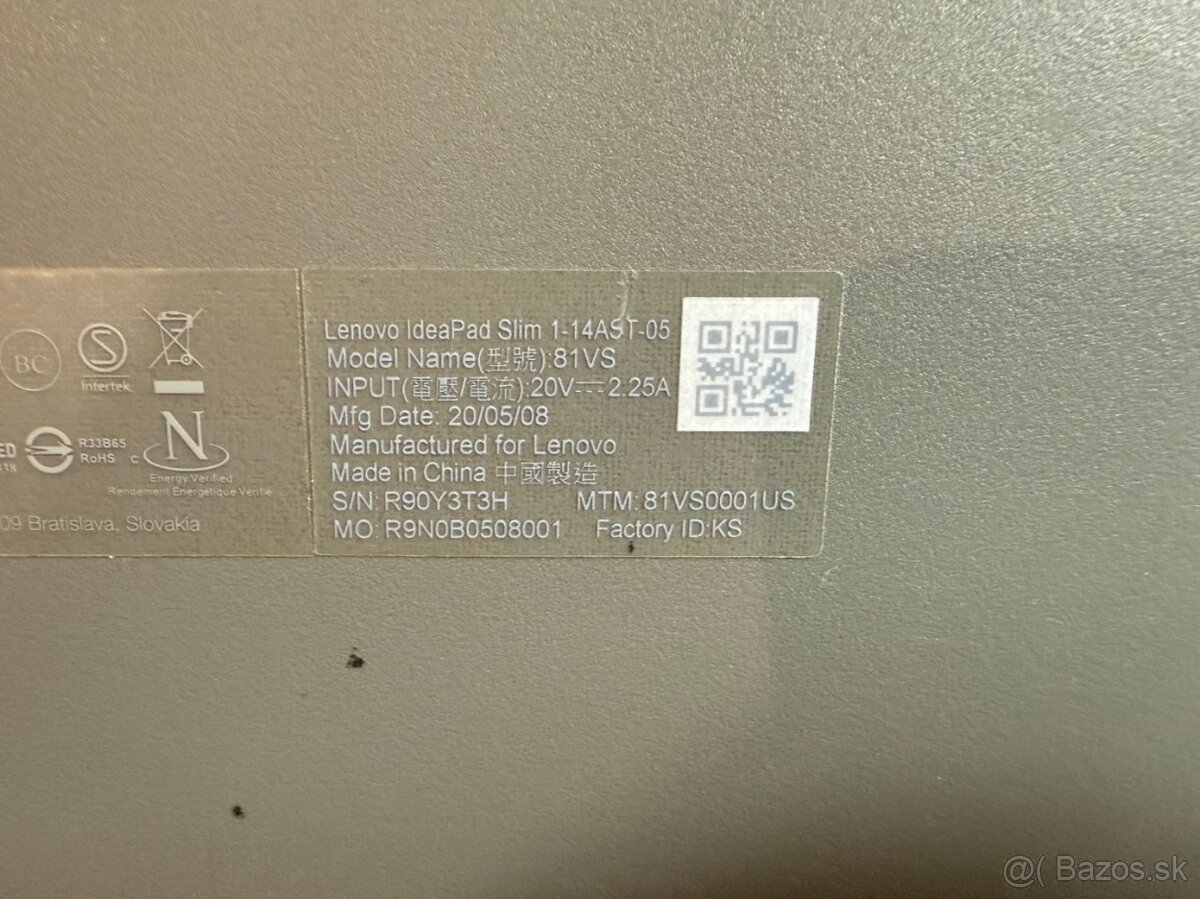 BC
S
Intertek
R33B65
RoHS
c
N
Energy Verified
Rendement Énergétique Vérifié
ED
09 Bratislava, Slovakia
Lenovo IdeaPad Slim 1-14AST-05
Model Name(型號):81VS
INPUT(電壓/電流):20V⎓2.25A
Mfg Date: 20/05/08
Manufactured for Lenovo
Made in China 中國製造
S/N: R90Y3T3H MTM: 81VS0001US
MO: R9N0B0508001 Factory ID:KS
@( Bazos.sk